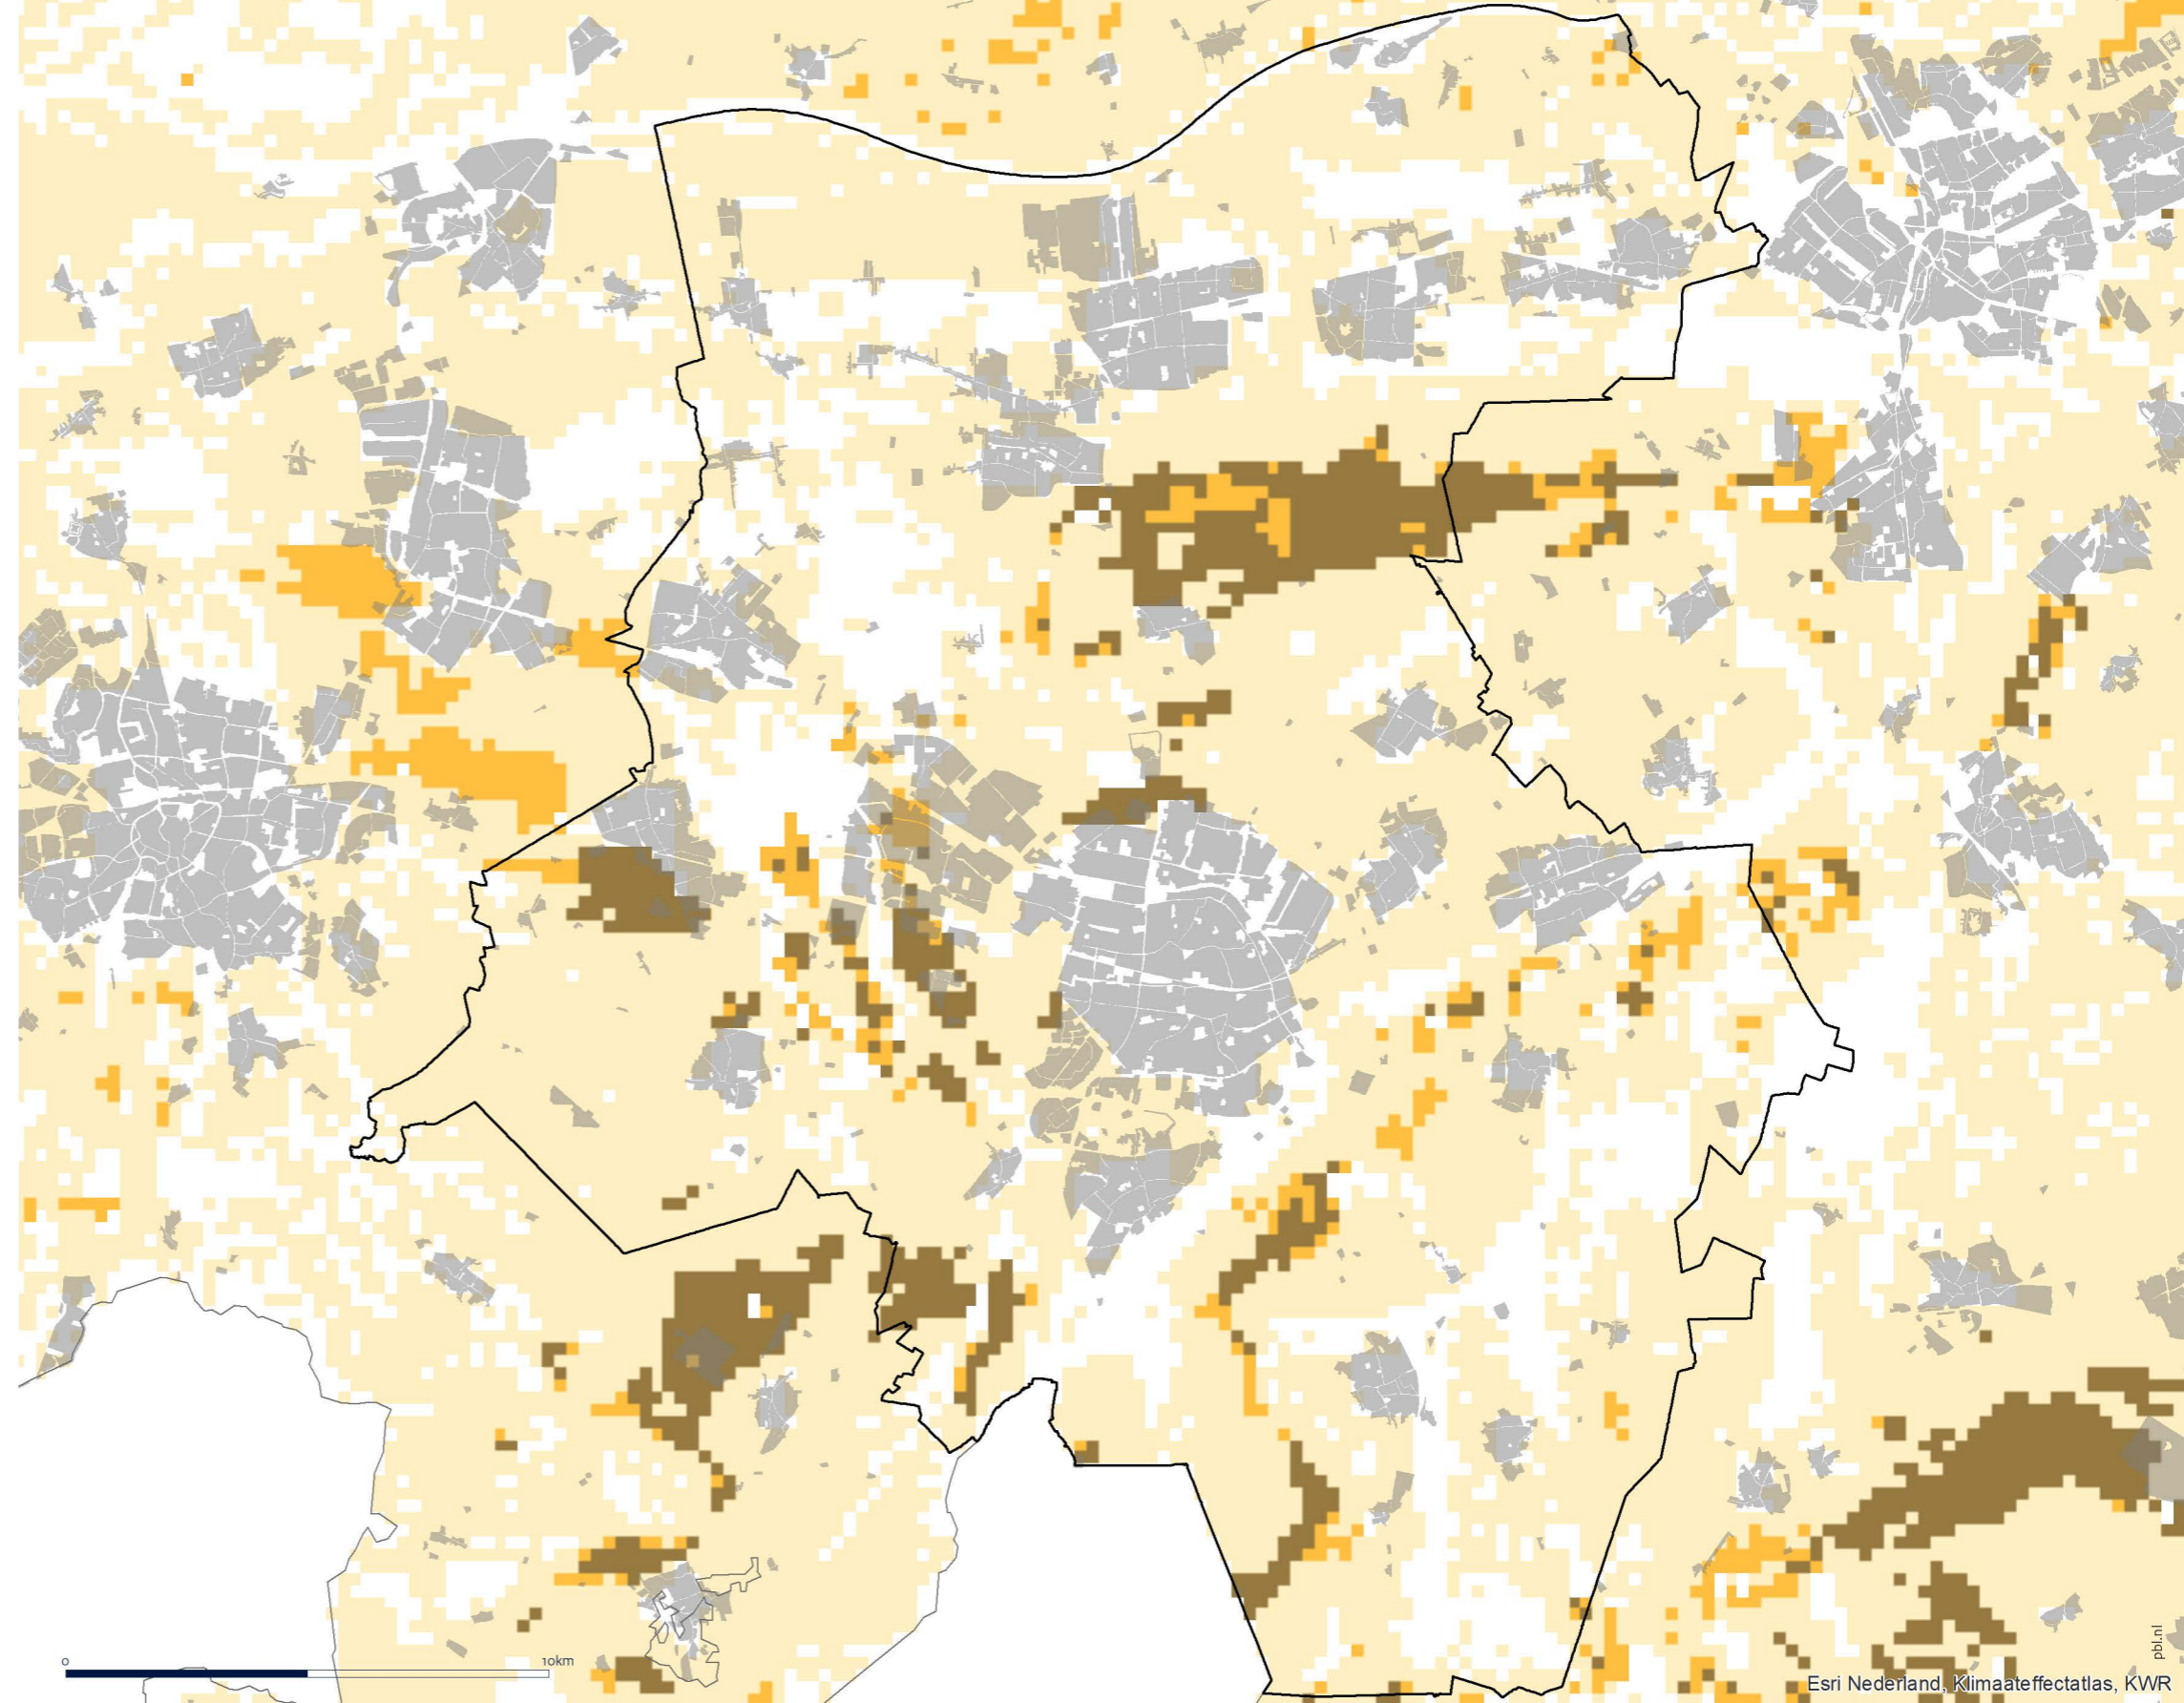 0
10km
pbl.nl
Esri Nederland, Klimaateffectatlas, KWR